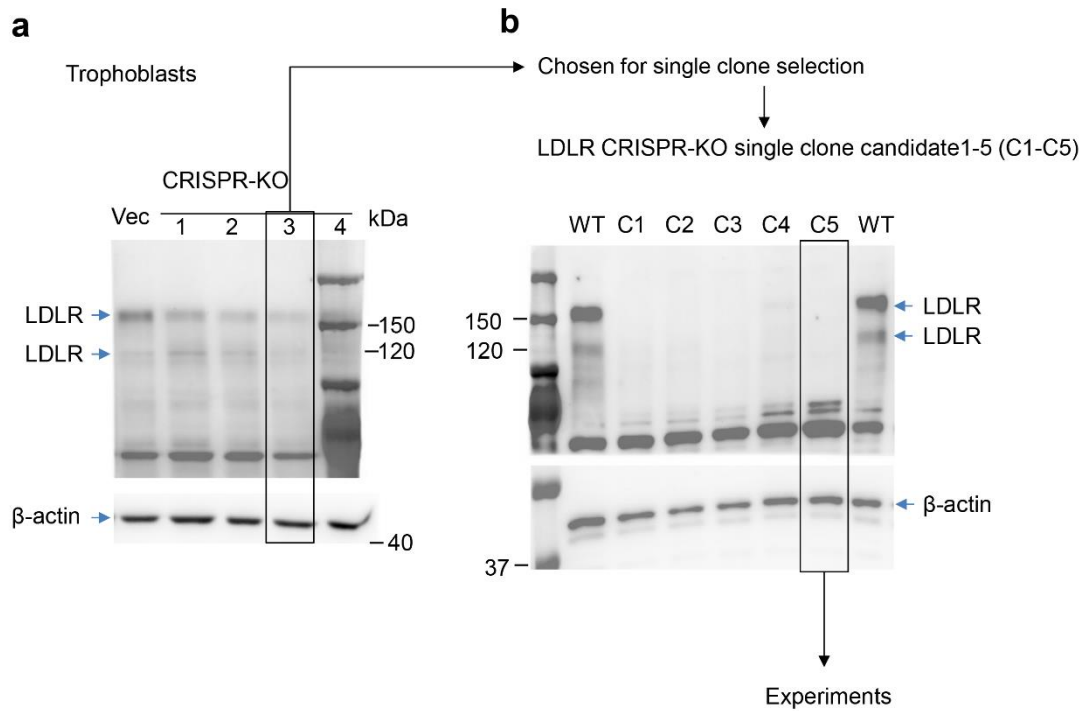 a
b
Trophoblasts
Chosen for single clone selection
LDLR CRISPR-KO single clone candidate1-5 (C1-C5)
CRISPR-KO
Vec 1 2 3 4 kDa
LDLR
LDLR
150
120
β-actin
40
WT C1 C2 C3 C4 C5 WT
150
120
LDLR
LDLR
β-actin
37
Experiments